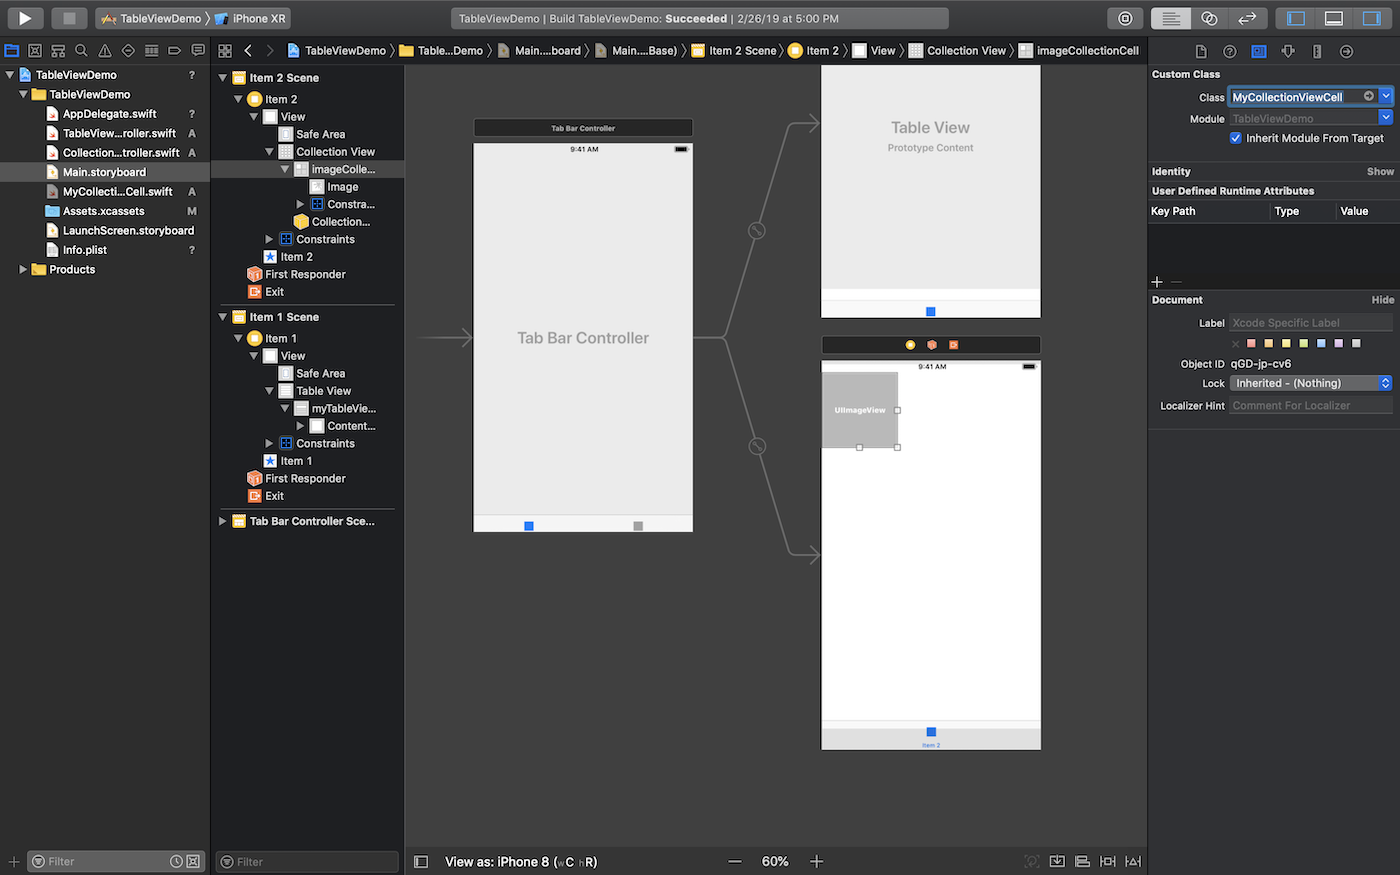 TableViewDemo
iPhone XR
TableViewDemo | Build TableViewDemo: Succeeded | 2/26/19 at 5:00 PM
TableViewDemo
Table...Demo
Main....board
Main....Base)
Item 2 Scene
Item 2
View
Collection View
imageCollectionCell
TableViewDemo ?
TableViewDemo
AppDelegate.swift ?
TableView...roller.swift A
Collection...troller.swift A
Main.storyboard
MyCollecti...Cell.swift A
Assets.xcassets M
LaunchScreen.storyboard
Info.plist ?
Products
Filter
Item 2 Scene
Item 2
View
Safe Area
Collection View
imageColle...
Image
Constra...
Collection...
Constraints
Item 2
First Responder
Exit
Item 1 Scene
Item 1
View
Safe Area
Table View
myTableVie...
Content...
Constraints
Item 1
First Responder
Exit
Tab Bar Controller Sce...
Filter
Tab Bar Controller
9:41 AM
Tab Bar Controller
Table View
Prototype Content
9:41 AM
UIImageView
Item 2
View as: iPhone 8 (wC hR)
60%
Custom Class
Class MyCollectionViewCell
Module TableViewDemo
Inherit Module From Target
Identity Show
User Defined Runtime Attributes
Key Path Type Value
Document Hide
Label Xcode Specific Label
Object ID qGD-jp-cv6
Lock Inherited - (Nothing)
Localizer Hint Comment For Localizer